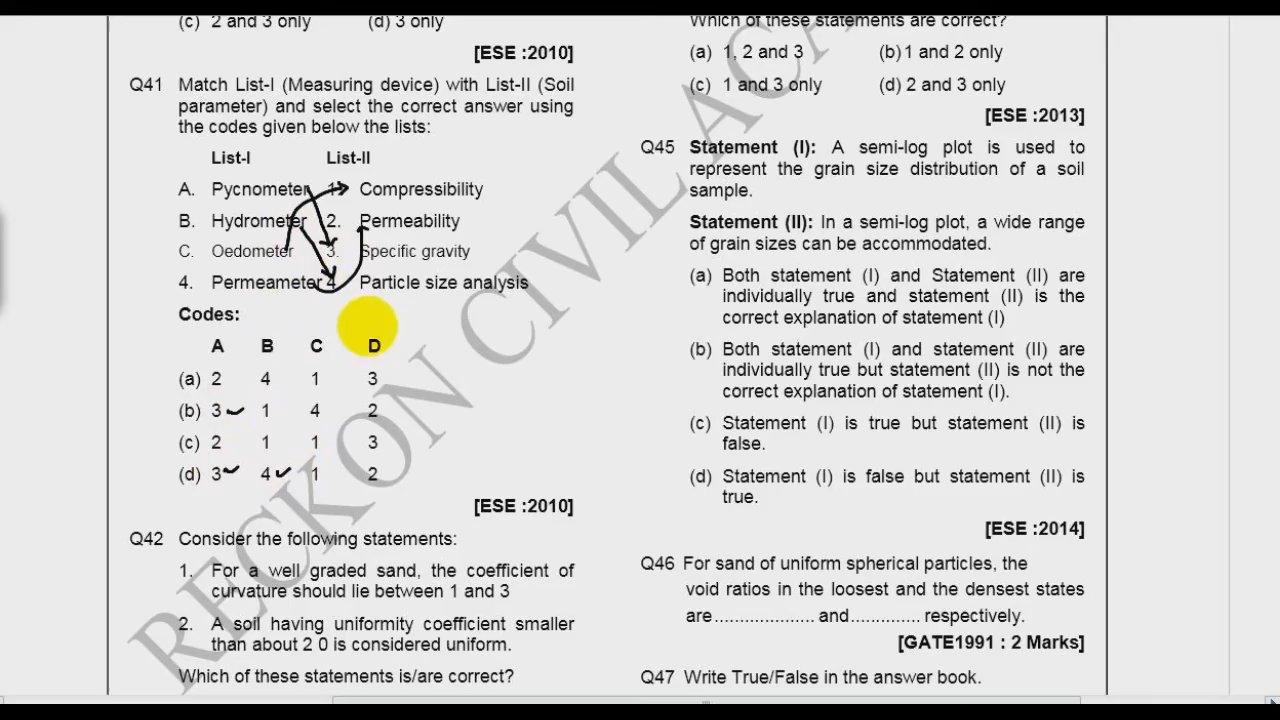 (c) 2 and 3 only (d) 3 only
[ESE :2010]
Q41 Match List-I (Measuring device) with List-II (Soil
parameter) and select the correct answer using
the codes given below the lists:
List-I List-II
A. Pycnometer 1. Compressibility
B. Hydrometer 2. Permeability
C. Oedometer 3. Specific gravity
4. Permeameter 4. Particle size analysis
Codes:
A B C D
(a) 2 4 1 3
(b) 3 1 4 2
(c) 2 1 1 3
(d) 3 4 1 2
[ESE :2010]
Q42 Consider the following statements:
1. For a well graded sand, the coefficient of
curvature should lie between 1 and 3
2. A soil having uniformity coefficient smaller
than about 2 0 is considered uniform.
Which of these statements is/are correct?
Which of these statements are correct?
(a) 1, 2 and 3 (b) 1 and 2 only
(c) 1 and 3 only (d) 2 and 3 only
[ESE :2013]
Q45 Statement (I): A semi-log plot is used to
represent the grain size distribution of a soil
sample.
Statement (II): In a semi-log plot, a wide range
of grain sizes can be accommodated.
(a) Both statement (I) and Statement (II) are
individually true and statement (II) is the
correct explanation of statement (I)
(b) Both statement (I) and statement (II) are
individually true but statement (II) is not the
correct explanation of statement (I).
(c) Statement (I) is true but statement (II) is
false.
(d) Statement (I) is false but statement (II) is
true.
[ESE :2014]
Q46 For sand of uniform spherical particles, the
void ratios in the loosest and the densest states
are.................... and.............. respectively.
[GATE1991 : 2 Marks]
Q47 Write True/False in the answer book.
RECKON CIVIL ACA